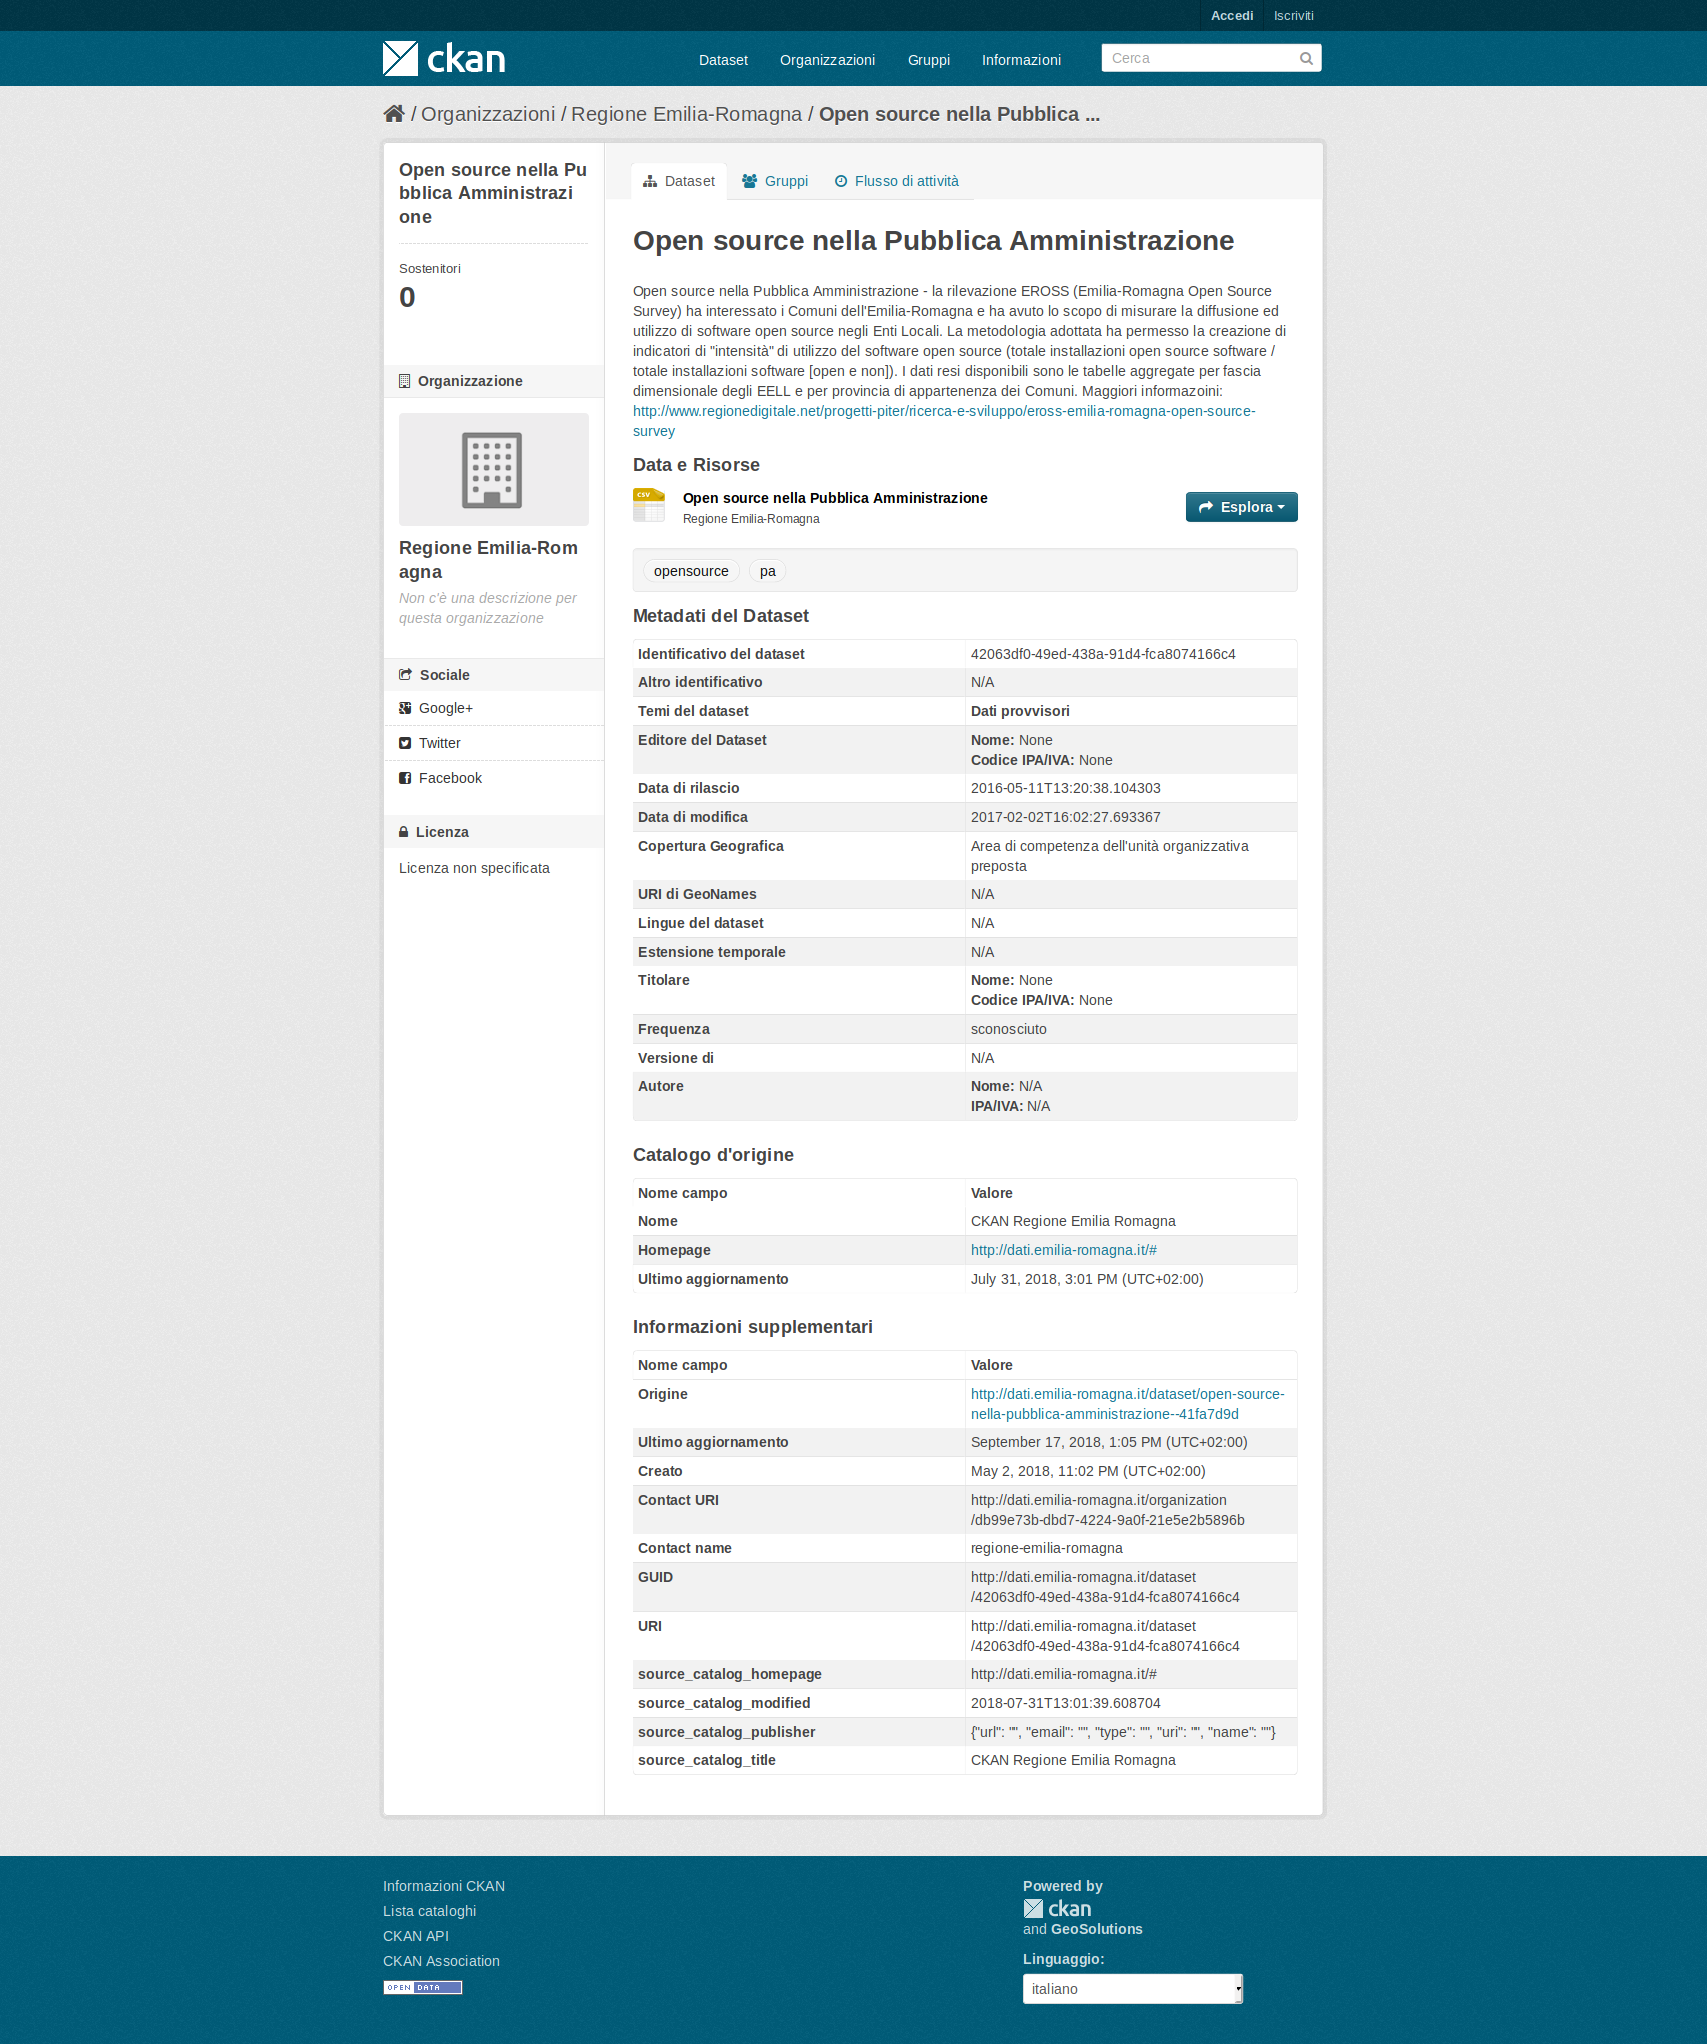 Accedi Iscriviti
ckan Dataset Organizzazioni Gruppi Informazioni Cerca
/ Organizzazioni / Regione Emilia-Romagna / Open source nella Pubblica ...
Open source nella Pu
bblica Amministrazi
one
Sostenitori
0
Organizzazione
Regione Emilia-Rom
agna
Non c'è una descrizione per
questa organizzazione
Sociale
Google+
Twitter
Facebook
Licenza
Licenza non specificata
Dataset Gruppi Flusso di attività
Open source nella Pubblica Amministrazione
Open source nella Pubblica Amministrazione - la rilevazione EROSS (Emilia-Romagna Open Source
Survey) ha interessato i Comuni dell'Emilia-Romagna e ha avuto lo scopo di misurare la diffusione ed
utilizzo di software open source negli Enti Locali. La metodologia adottata ha permesso la creazione di
indicatori di "intensità" di utilizzo del software open source (totale installazioni open source software /
totale installazioni software [open e non]). I dati resi disponibili sono le tabelle aggregate per fascia
dimensionale degli EELL e per provincia di appartenenza dei Comuni. Maggiori informazoini:
http://www.regionedigitale.net/progetti-piter/ricerca-e-sviluppo/eross-emilia-romagna-open-source-
survey
Data e Risorse
CSV Open source nella Pubblica Amministrazione
Regione Emilia-Romagna
Esplora
opensource pa
Metadati del Dataset
Identificativo del dataset 42063df0-49ed-438a-91d4-fca8074166c4
Altro identificativo N/A
Temi del dataset Dati provvisori
Editore del Dataset Nome: None
Codice IPA/IVA: None
Data di rilascio 2016-05-11T13:20:38.104303
Data di modifica 2017-02-02T16:02:27.693367
Copertura Geografica Area di competenza dell'unità organizzativa
preposta
URI di GeoNames N/A
Lingue del dataset N/A
Estensione temporale N/A
Titolare Nome: None
Codice IPA/IVA: None
Frequenza sconosciuto
Versione di N/A
Autore Nome: N/A
IPA/IVA: N/A
Catalogo d'origine
Nome campo Valore
Nome CKAN Regione Emilia Romagna
Homepage http://dati.emilia-romagna.it/#
Ultimo aggiornamento July 31, 2018, 3:01 PM (UTC+02:00)
Informazioni supplementari
Nome campo Valore
Origine http://dati.emilia-romagna.it/dataset/open-source-
nella-pubblica-amministrazione--41fa7d9d
Ultimo aggiornamento September 17, 2018, 1:05 PM (UTC+02:00)
Creato May 2, 2018, 11:02 PM (UTC+02:00)
Contact URI http://dati.emilia-romagna.it/organization
/db99e73b-dbd7-4224-9a0f-21e5e2b5896b
Contact name regione-emilia-romagna
GUID http://dati.emilia-romagna.it/dataset
/42063df0-49ed-438a-91d4-fca8074166c4
URI http://dati.emilia-romagna.it/dataset
/42063df0-49ed-438a-91d4-fca8074166c4
source_catalog_homepage http://dati.emilia-romagna.it/#
source_catalog_modified 2018-07-31T13:01:39.608704
source_catalog_publisher {"url": "", "email": "", "type": "", "uri": "", "name": ""}
source_catalog_title CKAN Regione Emilia Romagna
Informazioni CKAN
Lista cataloghi
CKAN API
CKAN Association
OPEN DATA
Powered by
ckan
and GeoSolutions
Linguaggio:
italiano